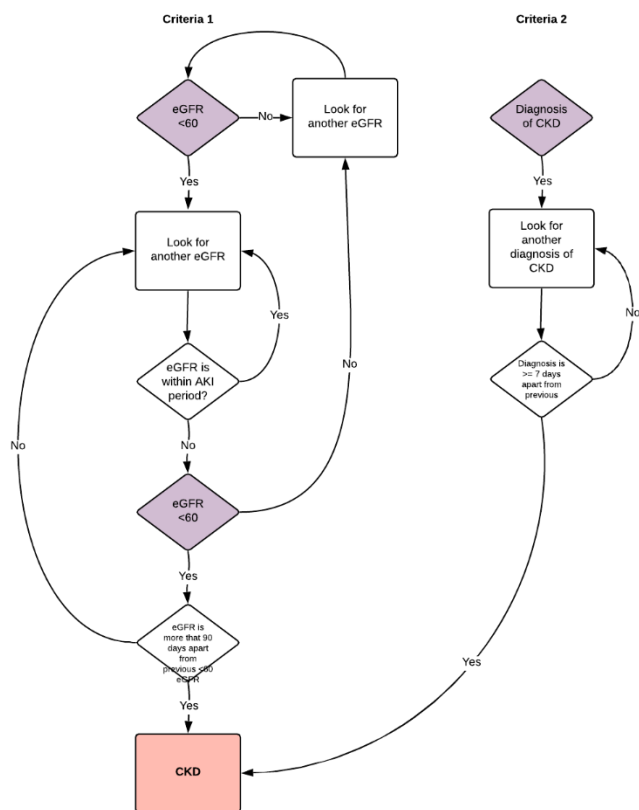 Criteria 1
eGFR
<60
No
Look for
another eGFR
Yes
Look for
another eGFR
Yes
eGFR is
within AKI
period?
No
No
No
eGFR
<60
Yes
eGFR is
more that 90
days apart
from
previous <60
eGFR
Yes
CKD
Criteria 2
Diagnosis
of CKD
Yes
Look for
another
diagnosis of
CKD
No
Diagnosis is
>= 7 days
apart from
previous
Yes